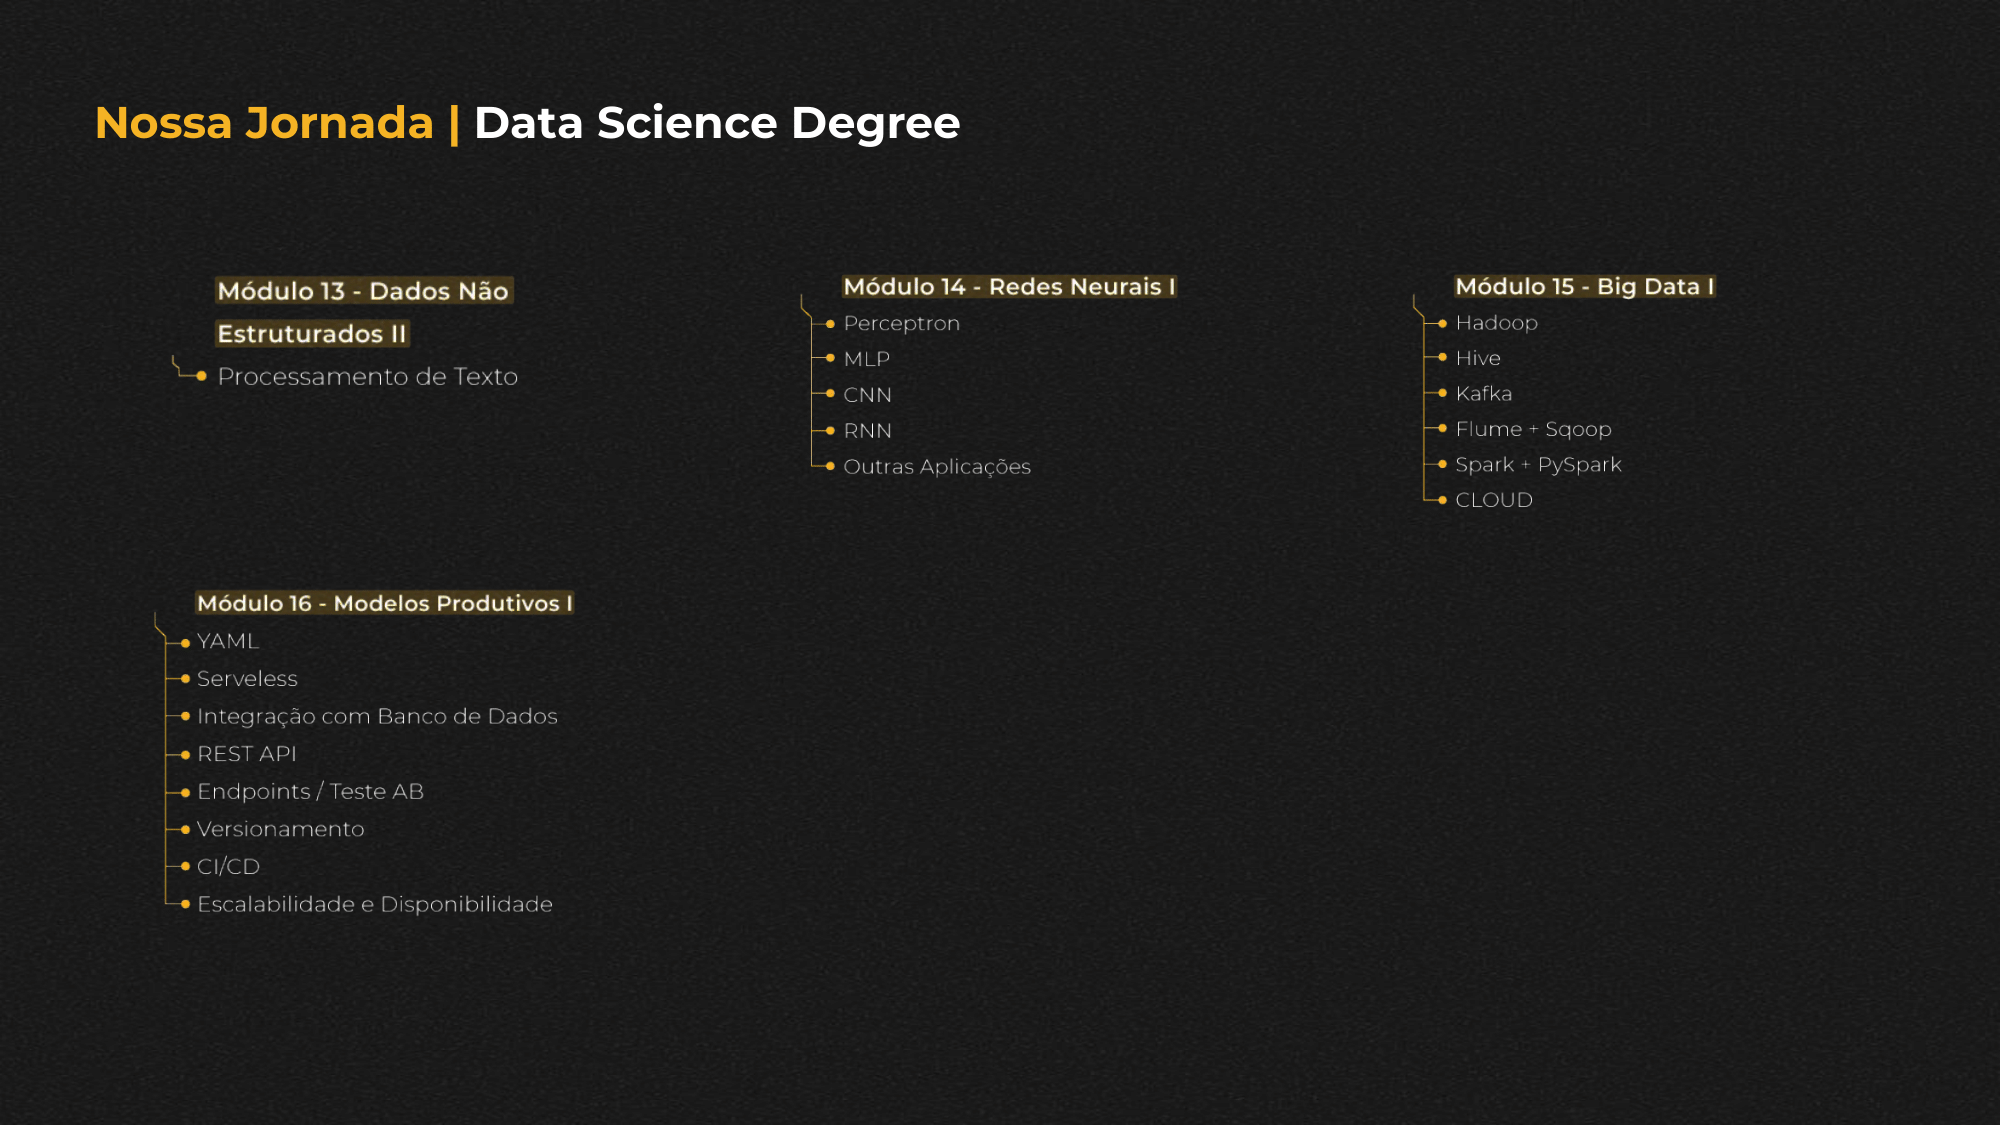 Nossa Jornada | Data Science Degree
Módulo 13 - Dados Não
Estruturados II
Processamento de Texto
Módulo 14 - Redes Neurais I
Perceptron
MLP
CNN
RNN
Outras Aplicações
Módulo 15 - Big Data I
Hadoop
Hive
Kafka
Flume + Sqoop
Spark + PySpark
CLOUD
Módulo 16 - Modelos Produtivos I
YAML
Serveless
Integração com Banco de Dados
REST API
Endpoints / Teste AB
Versionamento
CI/CD
Escalabilidade e Disponibilidade